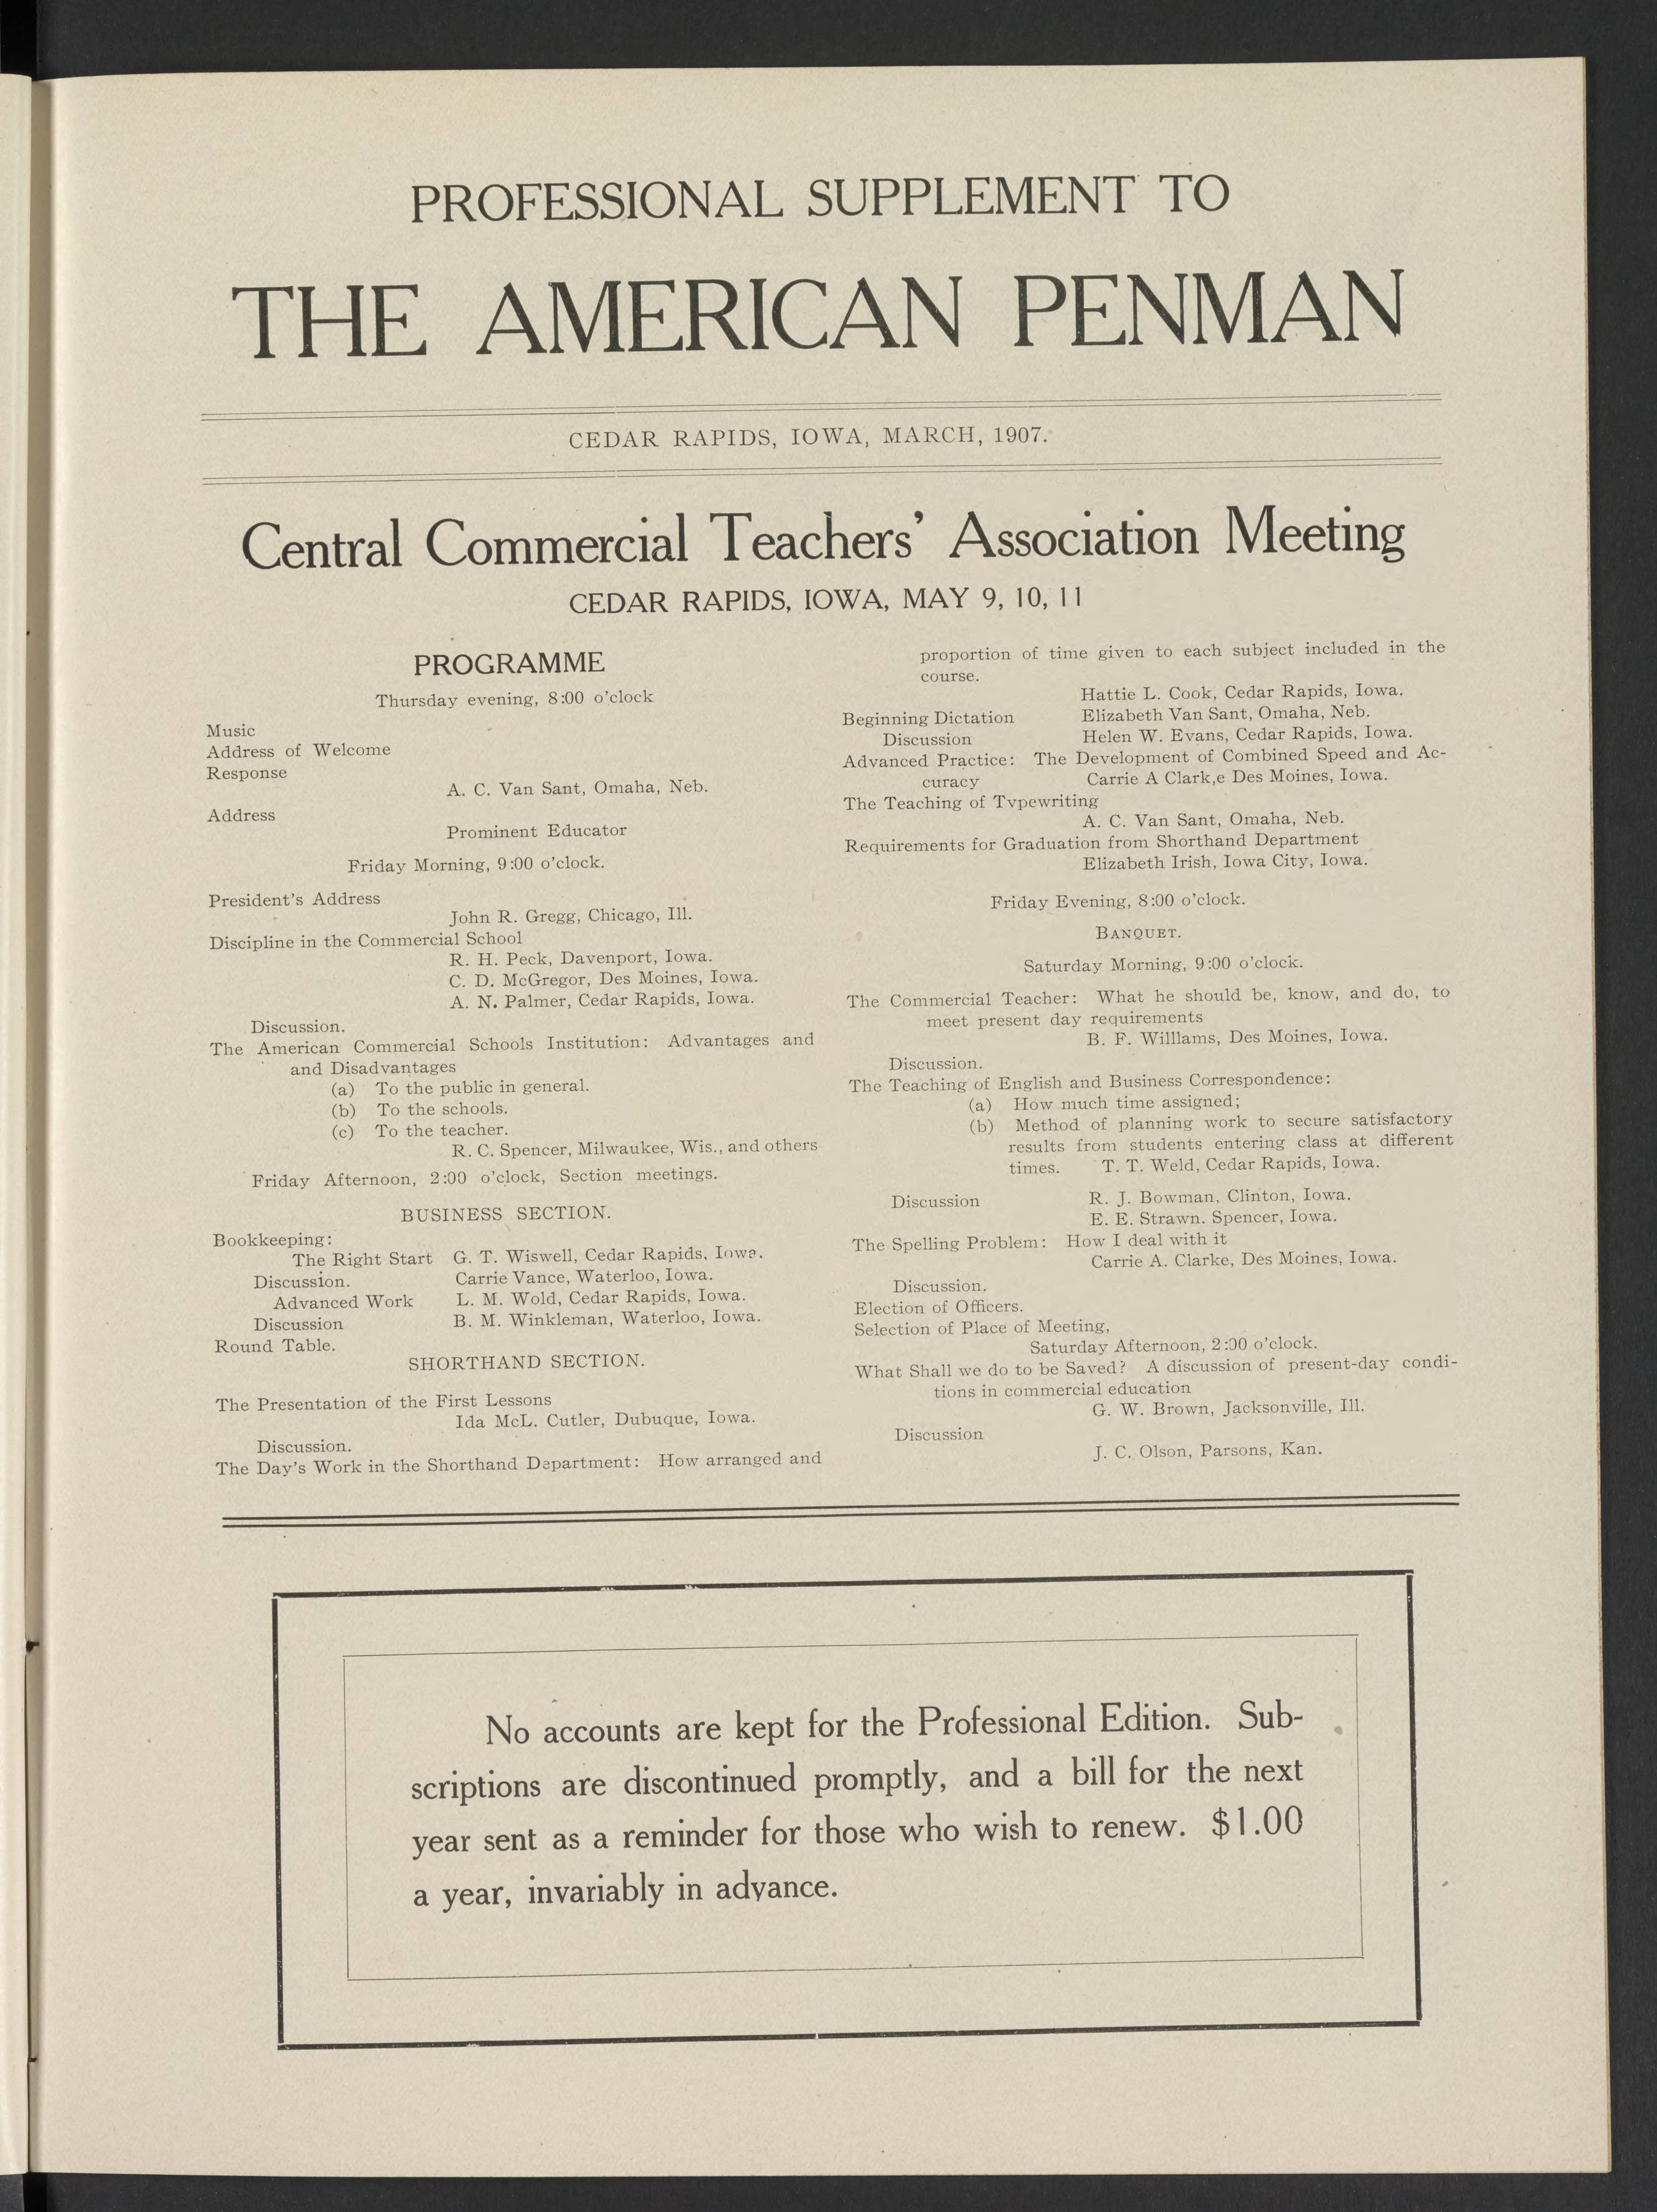 PROFESSIONAL SUPPLEMENT TO
THE AMERICAN PENMAN
CEDAR RAPIDS, IOWA, MARCH, 1907.
Central Commercial Teachers' Association Meeting
CEDAR RAPIDS, IOWA, MAY 9, 10, 11
PROGRAMME
Thursday evening, 8:00 o'clock
Music
Address of Welcome
Response
A. C. Van Sant, Omaha, Neb.
Address
Prominent Educator
Friday Morning, 9:00 o'clock.
President's Address
John R. Gregg, Chicago, Ill.
Discipline in the Commercial School
R. H. Peck, Davenport, Iowa.
C. D. McGregor, Des Moines, Iowa.
A. N. Palmer, Cedar Rapids, Iowa.
Discussion.
The American Commercial Schools Institution: Advantages and
and Disadvantages
(a) To the public in general.
(b) To the schools.
(c) To the teacher.
R. C. Spencer, Milwaukee, Wis., and others
Friday Afternoon, 2:00 o'clock, Section meetings.
BUSINESS SECTION.
Bookkeeping:
The Right Start G. T. Wiswell, Cedar Rapids, Iowa.
Discussion. Carrie Vance, Waterloo, Iowa.
Advanced Work L. M. Wold, Cedar Rapids, Iowa.
Discussion B. M. Winkleman, Waterloo, Iowa.
Round Table.
SHORTHAND SECTION.
The Presentation of the First Lessons
Ida McL. Cutler, Dubuque, Iowa.
Discussion.
The Day's Work in the Shorthand Department: How arranged and
proportion of time given to each subject included in the
course.
Hattie L. Cook, Cedar Rapids, Iowa.
Beginning Dictation Elizabeth Van Sant, Omaha, Neb.
Discussion Helen W. Evans, Cedar Rapids, Iowa.
Advanced Practice: The Development of Combined Speed and Ac-
curacy Carrie A Clark,e Des Moines, Iowa.
The Teaching of Tvpewriting
A. C. Van Sant, Omaha, Neb.
Requirements for Graduation from Shorthand Department
Elizabeth Irish, Iowa City, Iowa.
Friday Evening, 8:00 o'clock.
BANQUET.
Saturday Morning, 9:00 o'clock.
The Commercial Teacher: What he should be, know, and do, to
meet present day requirements
B. F. Willlams, Des Moines, Iowa.
Discussion.
The Teaching of English and Business Correspondence:
(a) How much time assigned;
(b) Method of planning work to secure satisfactory
results from students entering class at different
times. T. T. Weld, Cedar Rapids, Iowa.
Discussion R. J. Bowman, Clinton, Iowa.
E. E. Strawn. Spencer, Iowa.
The Spelling Problem: How I deal with it
Carrie A. Clarke, Des Moines, Iowa.
Discussion.
Election of Officers.
Selection of Place of Meeting,
Saturday Afternoon, 2:00 o'clock.
What Shall we do to be Saved? A discussion of present-day condi-
tions in commercial education
G. W. Brown, Jacksonville, Ill.
Discussion
J. C. Olson, Parsons, Kan.
No accounts are kept for the Professional Edition. Sub-
scriptions are discontinued promptly, and a bill for the next
year sent as a reminder for those who wish to renew. $1.00
a year, invariably in advance.